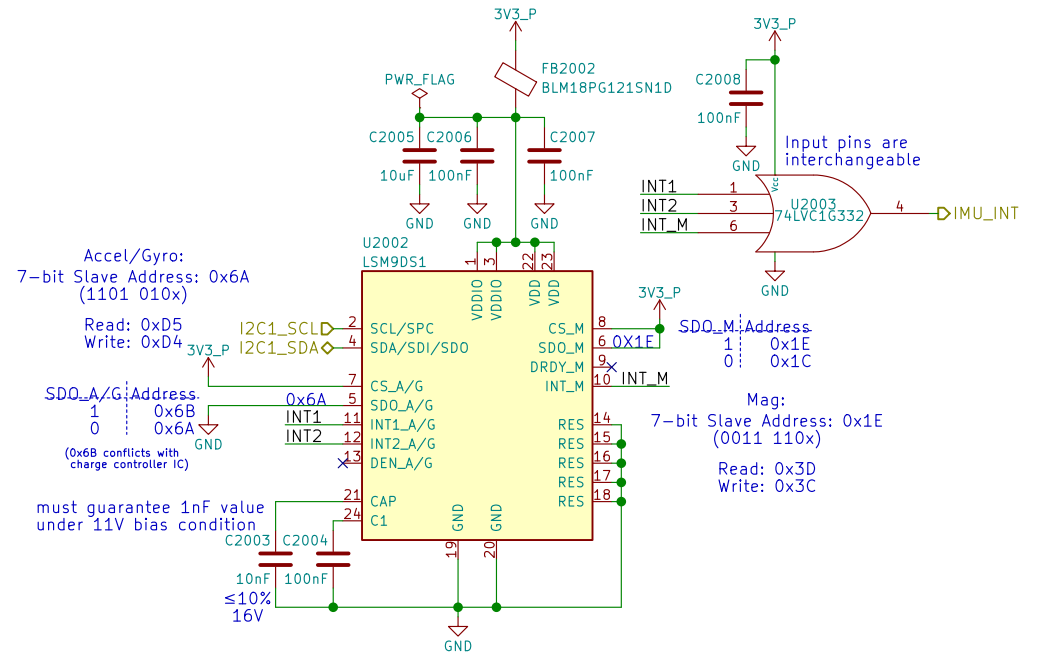 3V3_P
FB2002
BLM18PG121SN1D
PWR_FLAG
C2005
C2006
C2007
10uF
100nF
100nF
GND
GND
GND
3V3_P
C2008
100nF
GND
Input pins are
interchangeable
Vcc
INT1
1
INT2
3
INT_M
6
U2003
74LVC1G332
4
IMU_INT
GND
Accel/Gyro:
7-bit Slave Address: 0x6A
(1101 010x)
Read: 0xD5
Write: 0xD4
U2002
LSM9DS1
1
3
22
23
VDDIO
VDDIO
VDD
VDD
I2C1_SCL
2
SCL/SPC
I2C1_SDA
4
SDA/SDI/SDO
3V3_P
7
CS_A/G
0x6A
5
SDO_A/G
GND
INT1
11
INT1_A/G
INT2
12
INT2_A/G
13
DEN_A/G
21
CAP
24
C1
SDO_A/G Address
1 0x6B
0 0x6A
(0x6B conflicts with
charge controller IC)
must guarantee 1nF value
under 11V bias condition
C2003
C2004
10nF
100nF
≤10%
16V
3V3_P
CS_M
8
SDO_M
6
0X1E
DRDY_M
9
INT_M
10
INT_M
RES
14
RES
15
RES
16
RES
17
RES
18
GND
GND
19
20
GND
SDO_M Address
1 0x1E
0 0x1C
Mag:
7-bit Slave Address: 0x1E
(0011 110x)
Read: 0x3D
Write: 0x3C